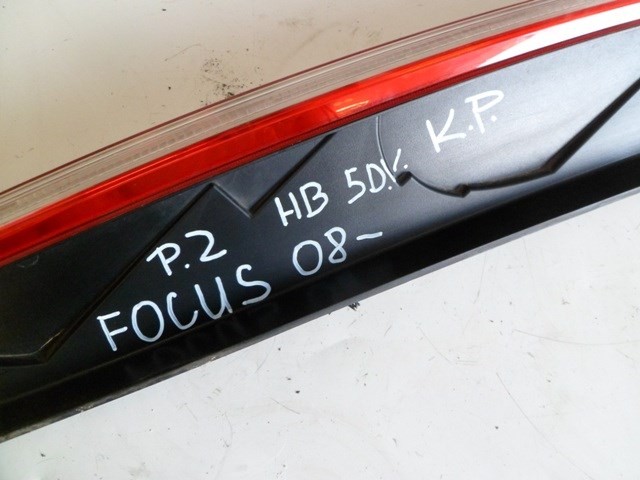 P.2 HB 5D.V. K.P.
FOCUS 08-